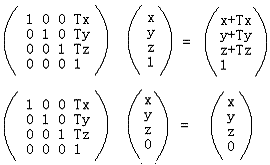 1 0 0 Tx x x+Tx
0 1 0 Ty y y+Ty
0 0 1 Tz z = z+Tz
0 0 0 1 1 1
1 0 0 Tx x x
0 1 0 Ty y y
0 0 1 Tz z = z
0 0 0 1 0 0